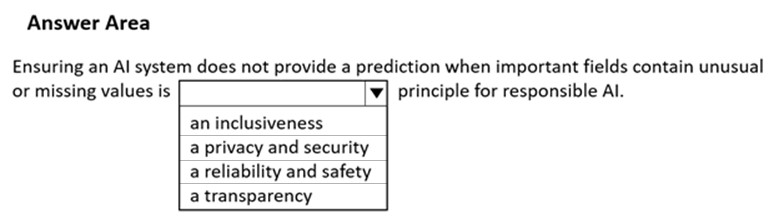 Answer Area
Ensuring an AI system does not provide a prediction when important fields contain unusual
or missing values is principle for responsible AI.
an inclusiveness
a privacy and security
a reliability and safety
a transparency